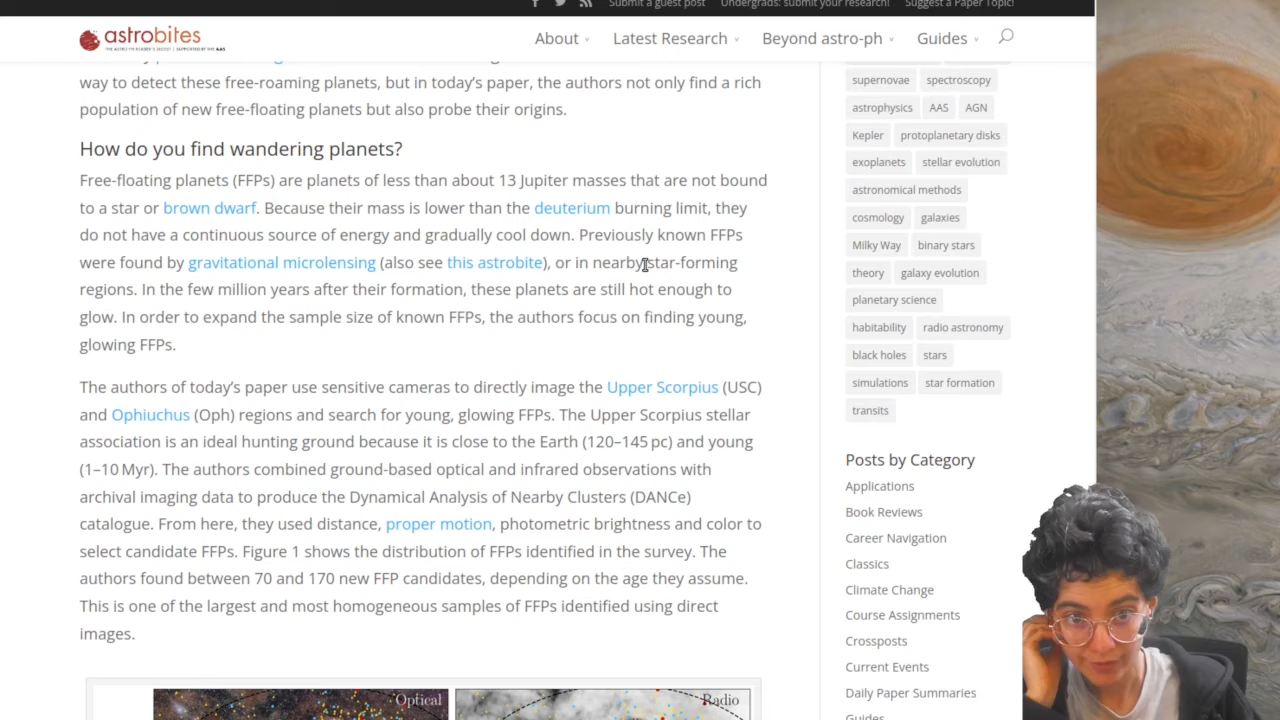 Submit a guest post
Undergrads: submit your research!
Suggest a Paper Topic!
astrobites
About
Latest Research
Beyond astro-ph
Guides
way to detect these free-roaming planets, but in today's paper, the authors not only find a rich
population of new free-floating planets but also probe their origins.
How do you find wandering planets?
Free-floating planets (FFPs) are planets of less than about 13 Jupiter masses that are not bound
to a star or brown dwarf. Because their mass is lower than the deuterium burning limit, they
do not have a continuous source of energy and gradually cool down. Previously known FFPs
were found by gravitational microlensing (also see this astrobite), or in nearby star-forming
regions. In the few million years after their formation, these planets are still hot enough to
glow. In order to expand the sample size of known FFPs, the authors focus on finding young,
glowing FFPs.
The authors of today's paper use sensitive cameras to directly image the Upper Scorpius (USC)
and Ophiuchus (Oph) regions and search for young, glowing FFPs. The Upper Scorpius stellar
association is an ideal hunting ground because it is close to the Earth (120–145 pc) and young
(1–10 Myr). The authors combined ground-based optical and infrared observations with
archival imaging data to produce the Dynamical Analysis of Nearby Clusters (DANCe)
catalogue. From here, they used distance, proper motion, photometric brightness and color to
select candidate FFPs. Figure 1 shows the distribution of FFPs identified in the survey. The
authors found between 70 and 170 new FFP candidates, depending on the age they assume.
This is one of the largest and most homogeneous samples of FFPs identified using direct
images.
Optical
Radio
supernovae spectroscopy
astrophysics AAS AGN
Kepler protoplanetary disks
exoplanets stellar evolution
astronomical methods
cosmology galaxies
Milky Way binary stars
theory galaxy evolution
planetary science
habitability radio astronomy
black holes stars
simulations star formation
transits
Posts by Category
Applications
Book Reviews
Career Navigation
Classics
Climate Change
Course Assignments
Crossposts
Current Events
Daily Paper Summaries
Guides